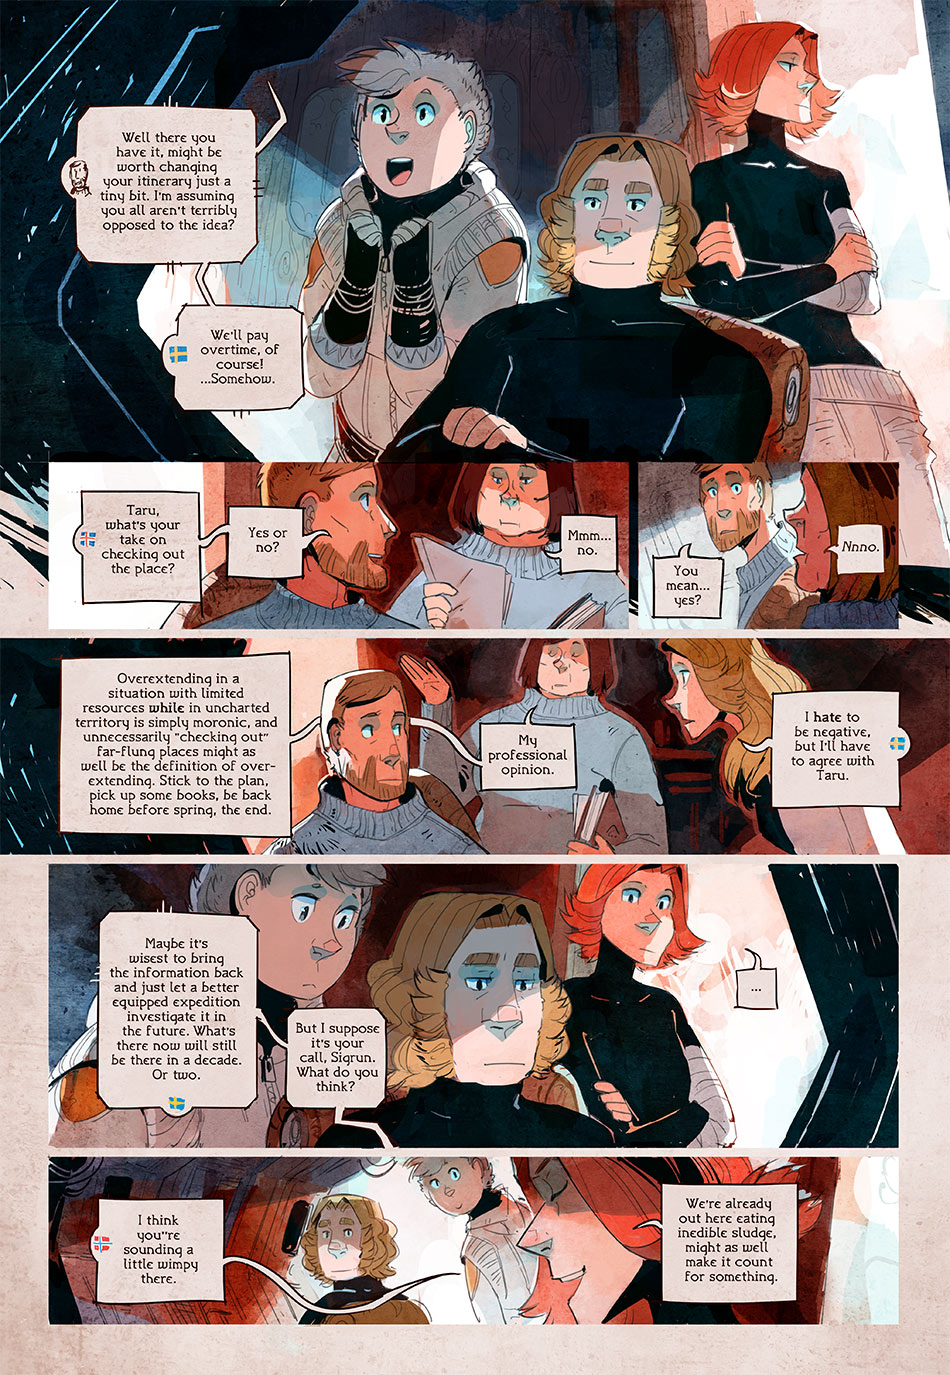 Well there you
have it, might be
worth changing
your itinerary just a
tiny bit. I'm assuming
you all aren't terribly
opposed to the idea?
We'll pay
overtime, of
course!
...Somehow.
Taru,
what's your
take on
checking out
the place?
Yes or
no?
Mmm...
no.
You
mean...
yes?
Nnno.
Overextending in a
situation with limited
resources while in uncharted
territory is simply moronic, and
unnecessarily "checking out"
far-flung places might as
well be the definition of over-
extending. Stick to the plan,
pick up some books, be back
home before spring, the end.
My
professional
opinion.
I hate to
be negative,
but I'll have
to agree with
Taru.
Maybe it's
wisest to bring
the information back
and just let a better
equipped expedition
investigate it in
the future. What's
there now will still
be there in a decade.
Or two.
But I suppose
it's your
call, Sigrun.
What do you
think?
...
I think
you"re
sounding a
little wimpy
there.
We're already
out here eating
inedible sludge,
might as well
make it count
for something.